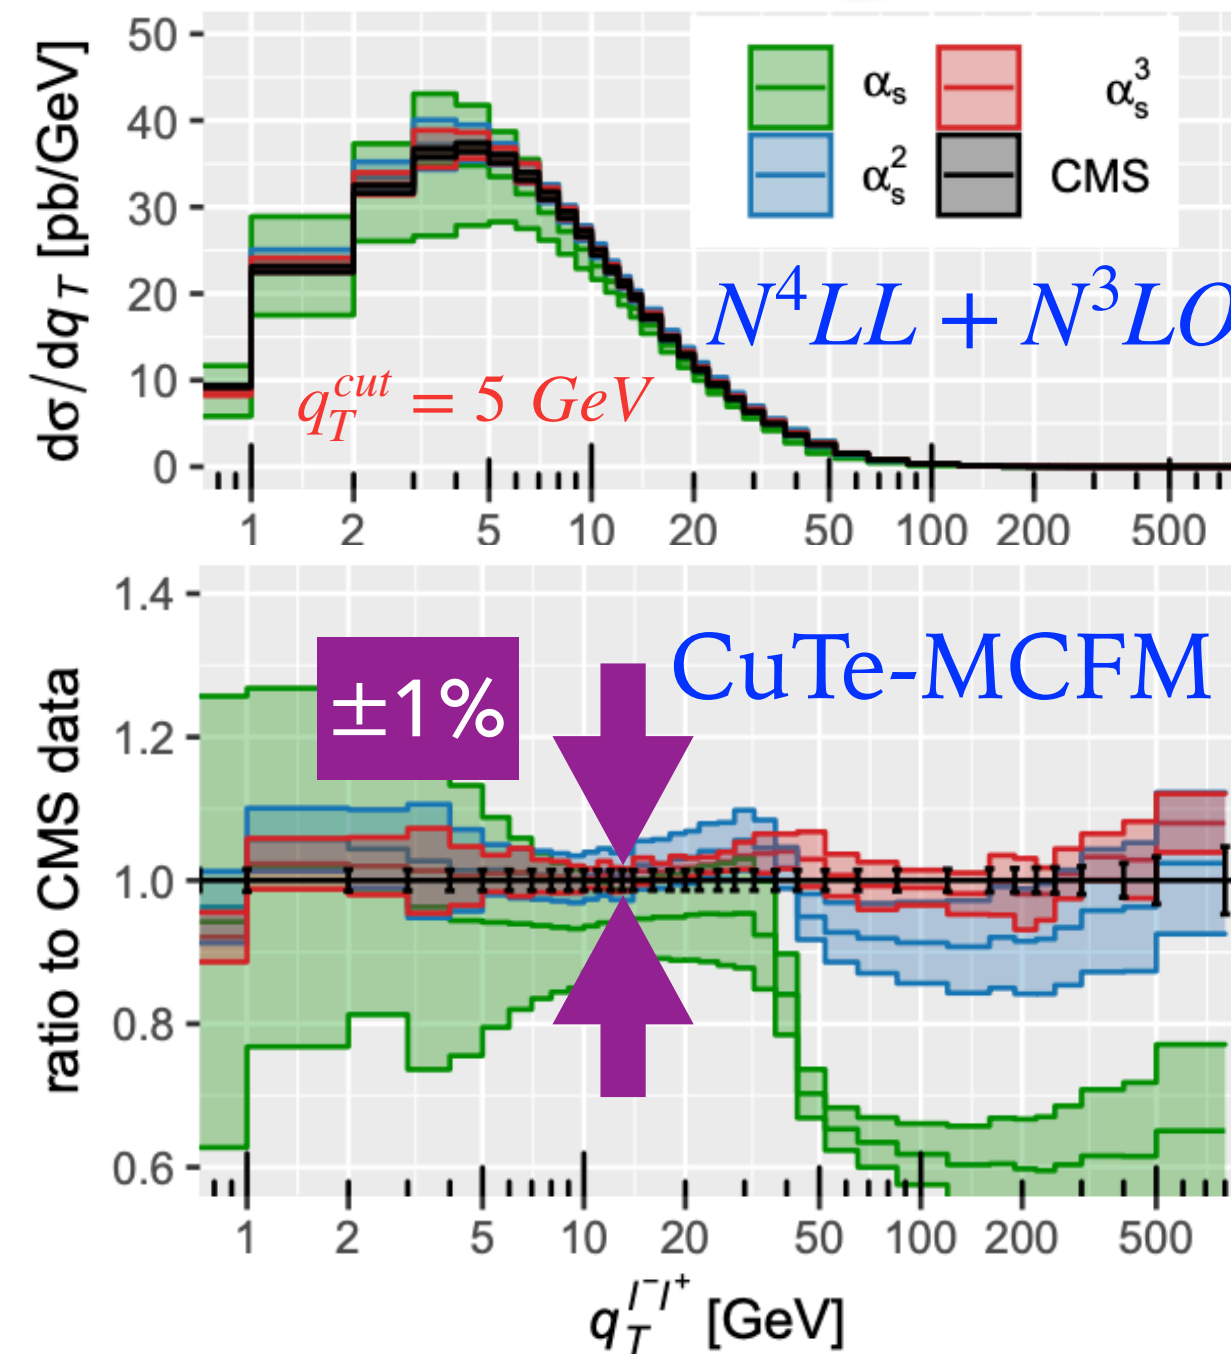 50
40
30
20
10
0
dσ/dq_T [pb/GeV]
α_s
α_s^3
α_s^2
CMS
N^4LL + N^3LO
q_T^cut = 5 GeV
1 2 5 10 20 50 100 200 500
1.4
1.2
1.0
0.8
0.6
ratio to CMS data
±1%
CuTe-MCFM
1 2 5 10 20 50 100 200 500
q_T^{l^-l^+} [GeV]